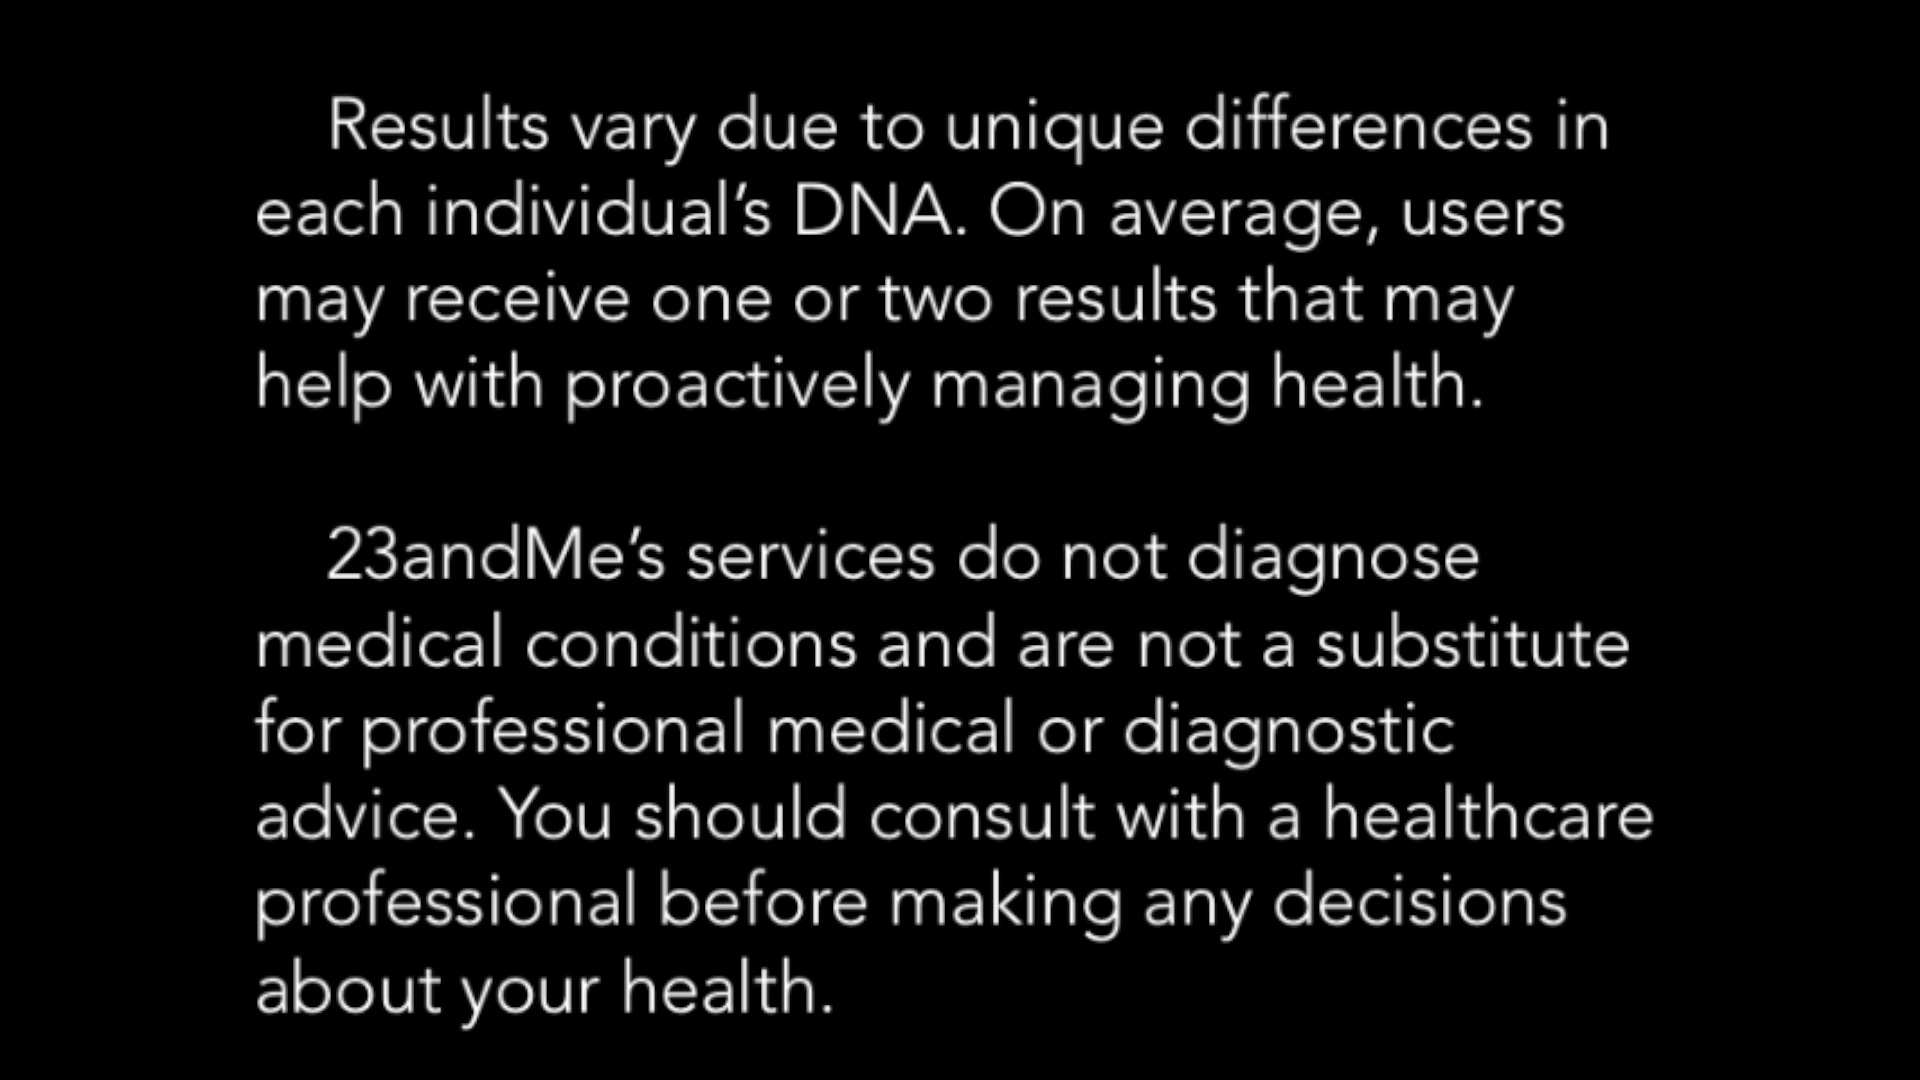 Results vary due to unique differences in
each individual’s DNA. On average, users
may receive one or two results that may
help with proactively managing health.
23andMe’s services do not diagnose
medical conditions and are not a substitute
for professional medical or diagnostic
advice. You should consult with a healthcare
professional before making any decisions
about your health.